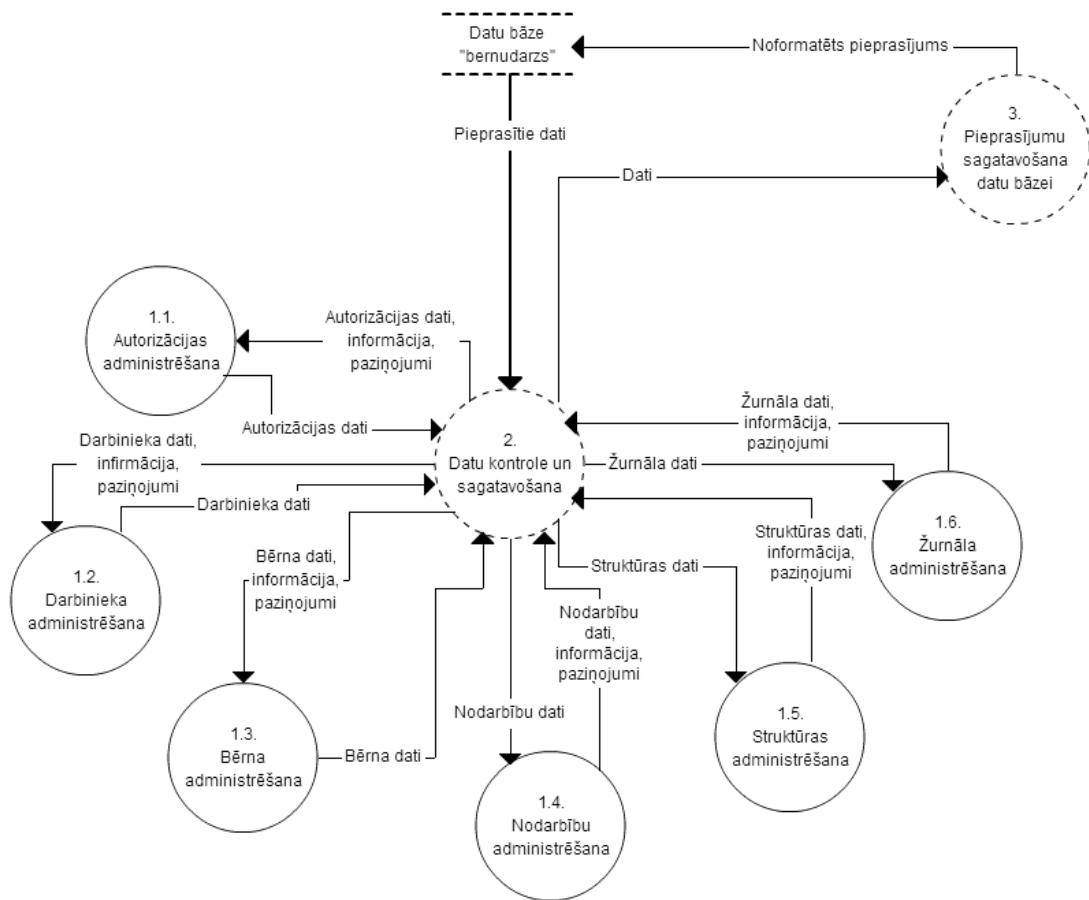 Datu bāze
"bernudarzs"
Noformatēts pieprasījums
3.
Pieprasījumu
sagatavošana
datu bāzei
Pieprasītie dati
Dati
1.1.
Autorizācijas
administrēšana
Autorizācijas dati,
informācija,
paziņojumi
Autorizācijas dati
Žurnāla dati,
informācija,
paziņojumi
2.
Datu kontrole un
sagatavošana
Darbinieka dati,
infirmācija,
paziņojumi
Žurnāla dati
Darbinieka dati
1.2.
Darbinieka
administrēšana
1.6.
Žurnāla
administrēšana
Struktūras dati,
informācija,
paziņojumi
Bērna dati,
informācija,
paziņojumi
Struktūras dati
Nodarbību
dati,
informācija,
paziņojumi
1.3.
Bērna
administrēšana
Bērna dati
Nodarbību dati
1.5.
Struktūras
administrēšana
1.4.
Nodarbību
administrēšana